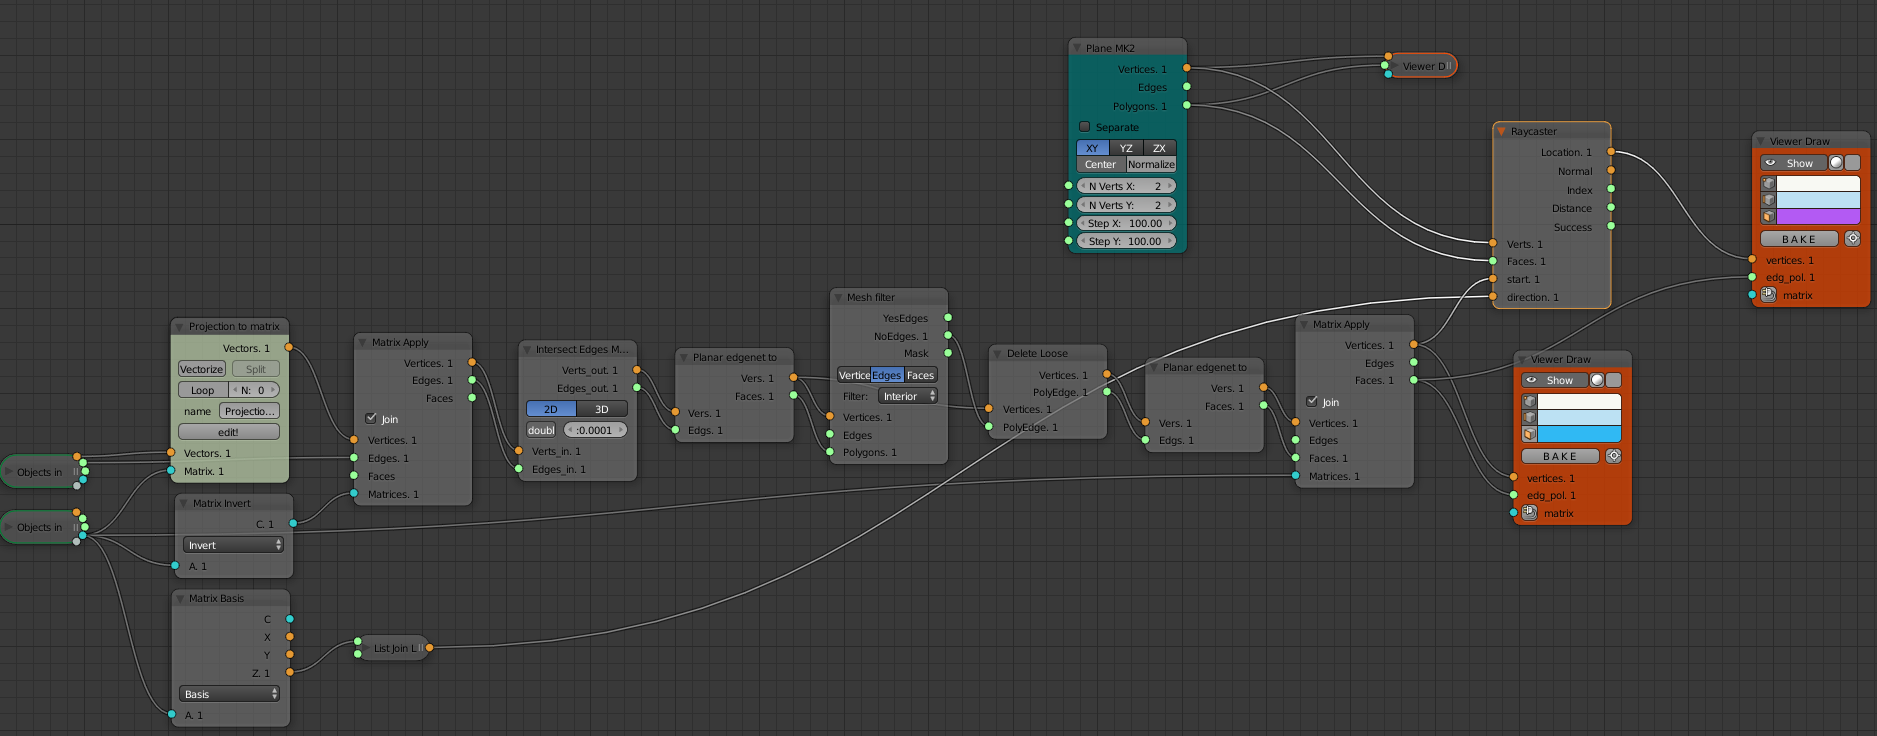 Plane MK2
Vertices. 1
Edges
Polygons. 1
Separate
XY YZ ZX
Center Normalize
N Verts X: 2
N Verts Y: 2
Step X: 100.00
Step Y: 100.00
Viewer D
Raycaster
Location. 1
Normal
Index
Distance
Success
Verts. 1
Faces. 1
start. 1
direction. 1
Viewer Draw
Show
BAKE
vertices. 1
edg_pol. 1
matrix
Objects in
Objects in
Projection to matrix
Vectors. 1
Vectorize Split
Loop N: 0
name Projectio...
edit!
Vectors. 1
Matrix. 1
Matrix Invert
C. 1
Invert
A. 1
Matrix Basis
C
X
Y
Z. 1
Basis
A. 1
List Join L
Matrix Apply
Vertices. 1
Edges. 1
Faces
Join
Vertices. 1
Edges. 1
Faces
Matrices. 1
Intersect Edges M...
Verts_out. 1
Edges_out. 1
2D 3D
doubl :0.0001
Verts_in. 1
Edges_in. 1
Planar edgenet to
Vers. 1
Faces. 1
Vers. 1
Edgs. 1
Mesh filter
YesEdges
NoEdges. 1
Mask
Vertice Edges Faces
Filter: Interior
Vertices. 1
Edges
Polygons. 1
Delete Loose
Vertices. 1
PolyEdge. 1
Vertices. 1
PolyEdge. 1
Planar edgenet to
Vers. 1
Faces. 1
Vers. 1
Edgs. 1
Matrix Apply
Vertices. 1
Edges
Faces. 1
Join
Vertices. 1
Edges
Faces. 1
Matrices. 1
Viewer Draw
Show
BAKE
vertices. 1
edg_pol. 1
matrix